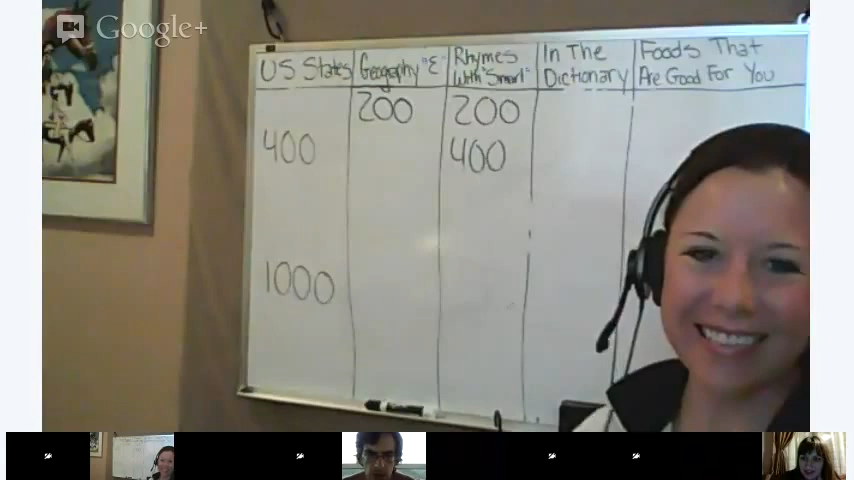 Google+
US States
Geography "E"
Rhymes
With "Smart"
In The
Dictionary
Foods That
Are Good For You
200
200
400
400
1000